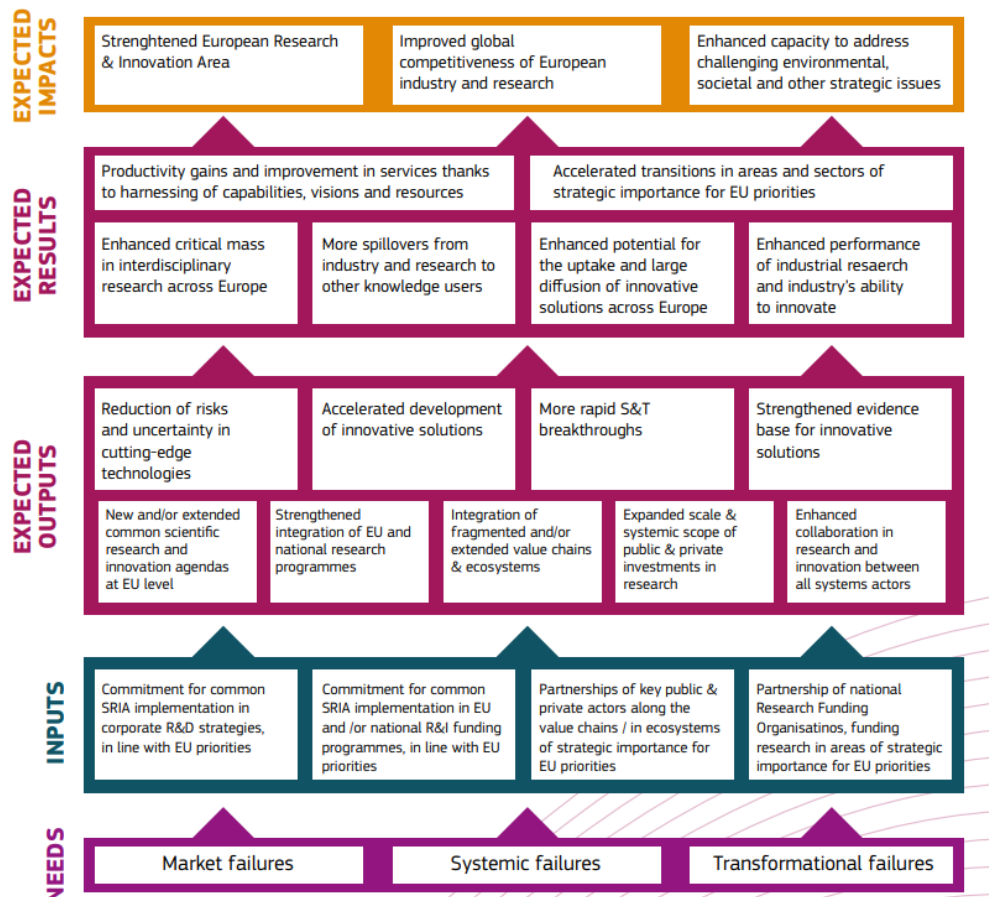 EXPECTED
IMPACTS
Strenghtened European Research
& Innovation Area
Improved global
competitiveness of European
industry and research
Enhanced capacity to address
challenging environmental,
societal and other strategic issues
EXPECTED
RESULTS
Productivity gains and improvement in services thanks
to harnessing of capabilities, visions and resources
Accelerated transitions in areas and sectors of
strategic importance for EU priorities
Enhanced critical mass
in interdisciplinary
research across Europe
More spillovers from
industry and research to
other knowledge users
Enhanced potential for
the uptake and large
diffusion of innovative
solutions across Europe
Enhanced performance
of industrial resaerch
and industry's ability
to innovate
EXPECTED
OUTPUTS
Reduction of risks
and uncertainty in
cutting-edge
technologies
Accelerated development
of innovative solutions
More rapid S&T
breakthroughs
Strengthened evidence
base for innovative
solutions
New and/or extended
common scientific
research and
innovation agendas
at EU level
Strengthened
integration of EU and
national research
programmes
Integration of
fragmented and/or
extended value chains
& ecosystems
Expanded scale &
systemic scope of
public & private
investments in
research
Enhanced
collaboration in
research and
innovation between
all systems actors
INPUTS
Commitment for common
SRIA implementation in
corporate R&D strategies,
in line with EU priorities
Commitment for common
SRIA implementation in EU
and /or national R&I funding
programmes, in line with EU
priorities
Partnerships of key public &
private actors along the
value chains / in ecosystems
of strategic importance for
EU priorities
Partnership of national
Research Funding
Organisatinos, funding
research in areas of strategic
importance for EU priorities
NEEDS
Market failures
Systemic failures
Transformational failures